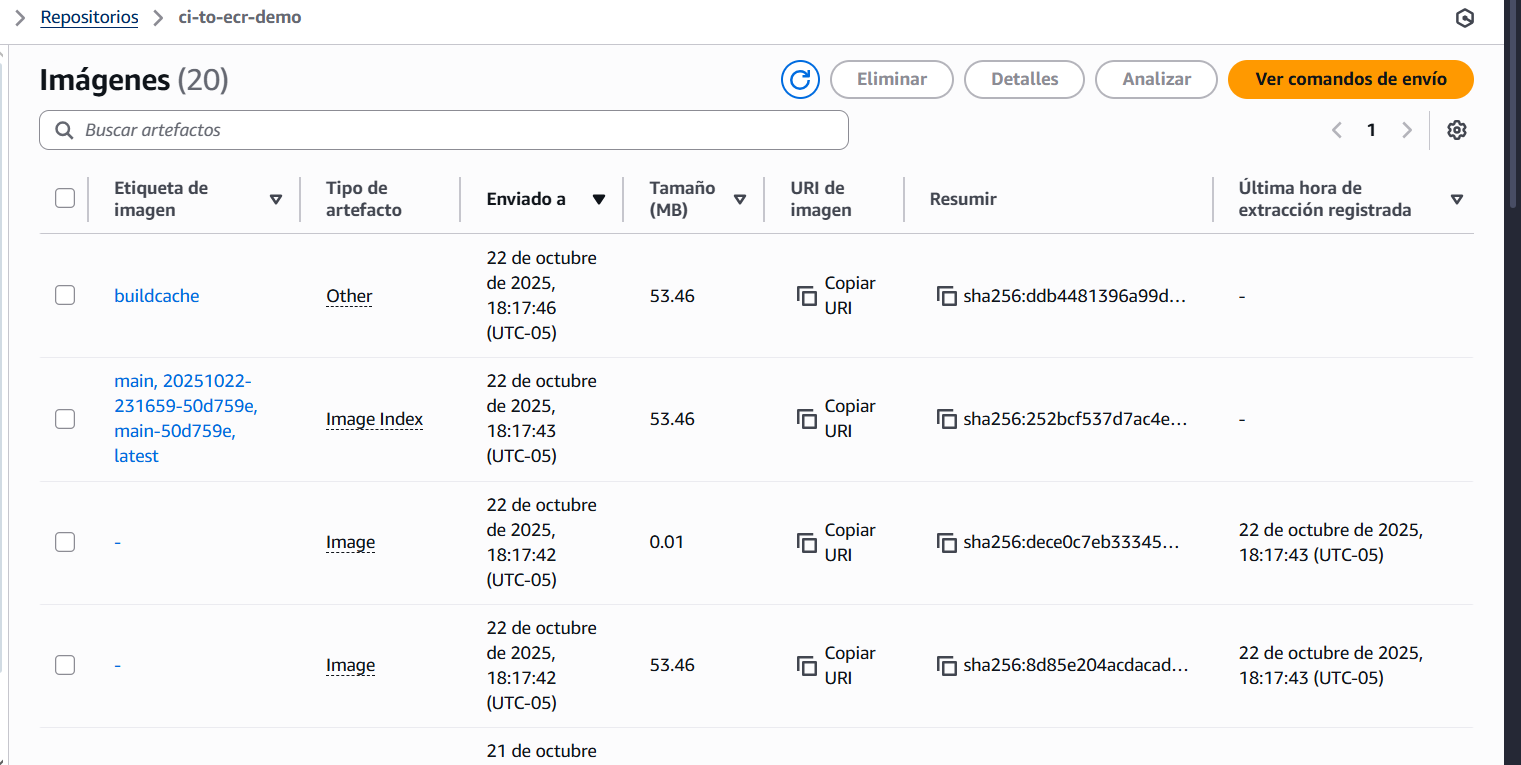 Repositorios ci-to-ecr-demo
Imágenes (20)
Eliminar
Detalles
Analizar
Ver comandos de envío
Buscar artefactos
1
Etiqueta de
imagen
Tipo de
artefacto
Enviado a
Tamaño
(MB)
URI de
imagen
Resumir
Última hora de
extracción registrada
buildcache
Other
22 de octubre
de 2025,
18:17:46
(UTC-05)
53.46
Copiar
URI
sha256:ddb4481396a99d...
-
main, 20251022-
231659-50d759e,
main-50d759e,
latest
Image Index
22 de octubre
de 2025,
18:17:43
(UTC-05)
53.46
Copiar
URI
sha256:252bcf537d7ac4e...
-
-
Image
22 de octubre
de 2025,
18:17:42
(UTC-05)
0.01
Copiar
URI
sha256:dece0c7eb33345...
22 de octubre de 2025,
18:17:43 (UTC-05)
-
Image
22 de octubre
de 2025,
18:17:42
(UTC-05)
53.46
Copiar
URI
sha256:8d85e204acdacad...
22 de octubre de 2025,
18:17:43 (UTC-05)
21 de octubre